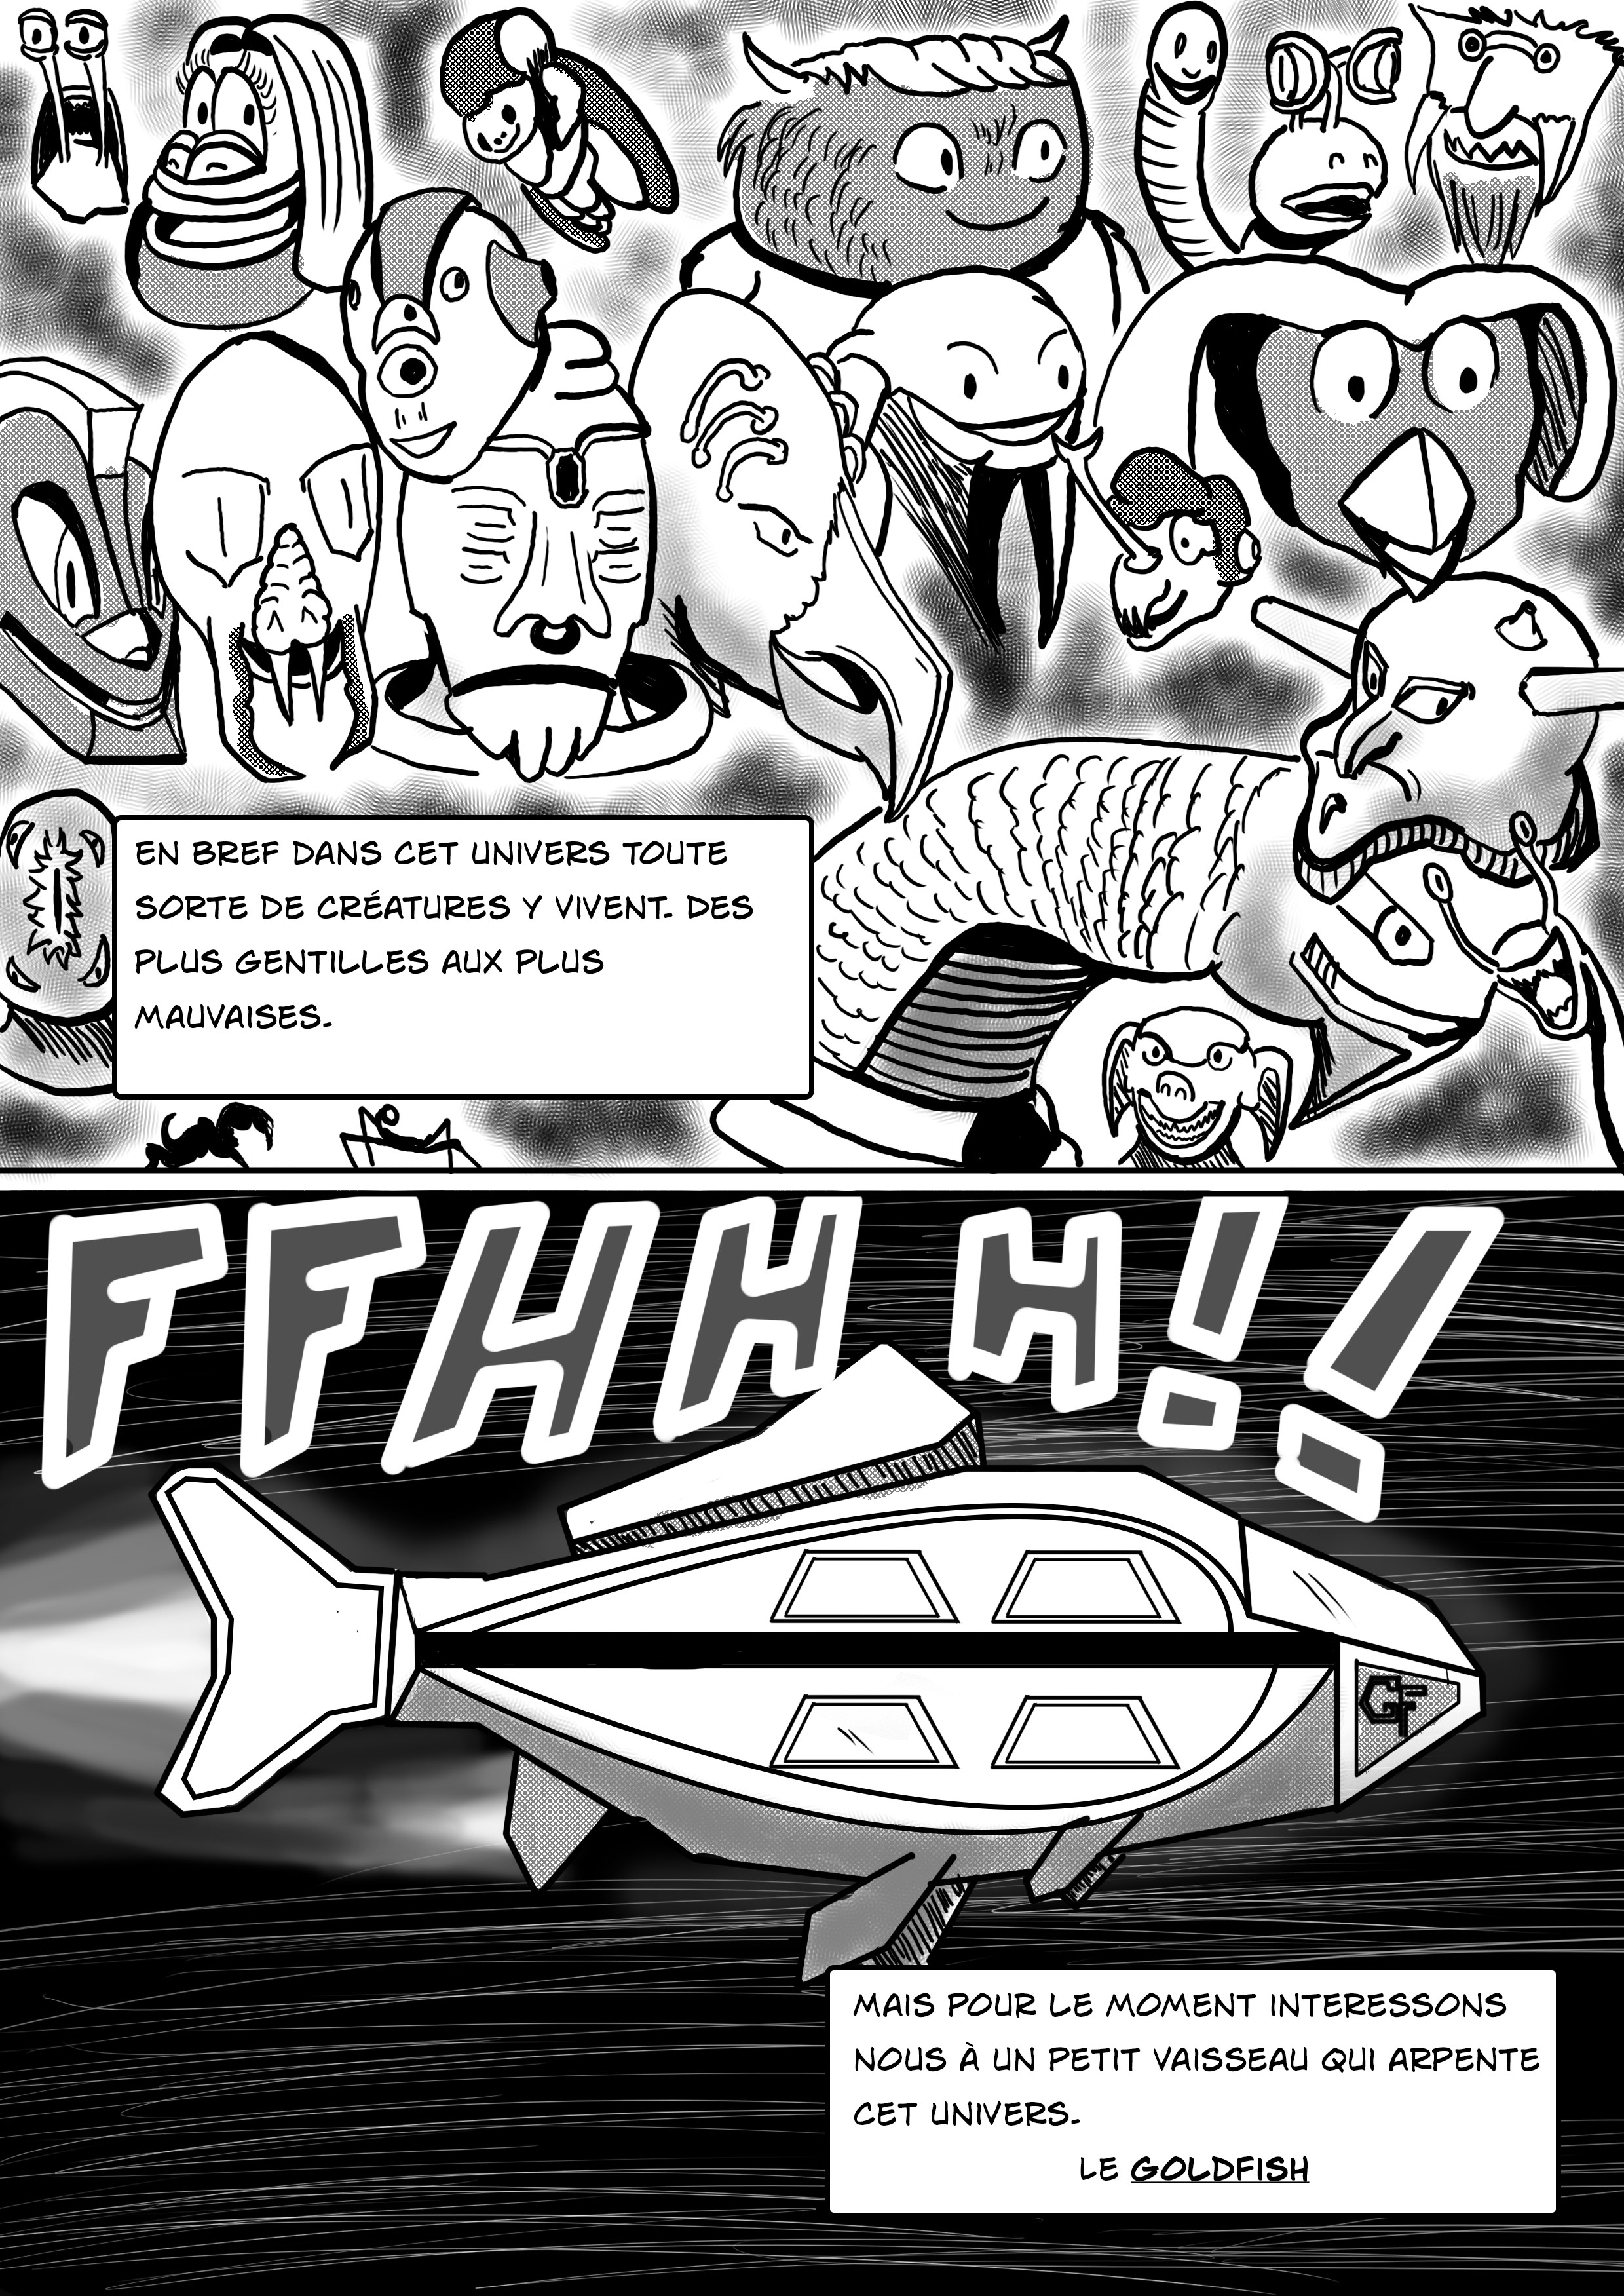 EN BREF DANS CET UNIVERS TOUTE
SORTE DE CRÉATURES Y VIVENT. DES
PLUS GENTILLES AUX PLUS
MAUVAISES.
FFHHH!!
GF
MAIS POUR LE MOMENT INTERESSONS
NOUS À UN PETIT VAISSEAU QUI ARPENTE
CET UNIVERS.
LE GOLDFISH